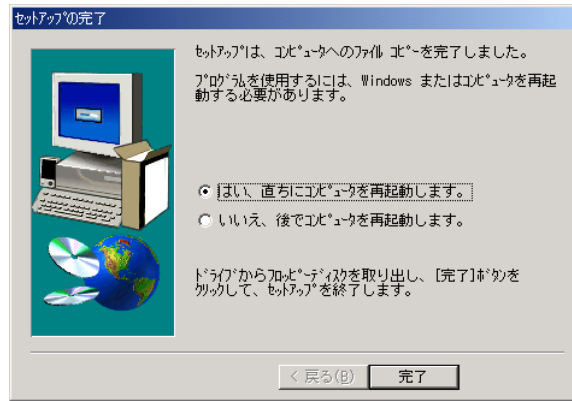 ｾｯﾄｱｯﾌﾟの完了
ｾｯﾄｱｯﾌﾟは、ｺﾝﾋﾟｭｰﾀへのﾌｧｲﾙ ｺﾋﾟｰを完了しました。
ﾌﾟﾛｸﾞﾗﾑを使用するには、Windows またはｺﾝﾋﾟｭｰﾀを再起
動する必要があります。
はい、直ちにｺﾝﾋﾟｭｰﾀを再起動します。
いいえ、後でｺﾝﾋﾟｭｰﾀを再起動します。
ﾄﾞﾗｲﾌﾞからﾌﾛｯﾋﾟｰﾃﾞｨｽｸを取り出し、[完了]ﾎﾞﾀﾝを
ｸﾘｯｸして、ｾｯﾄｱｯﾌﾟを終了します。
< 戻る(B) 完了